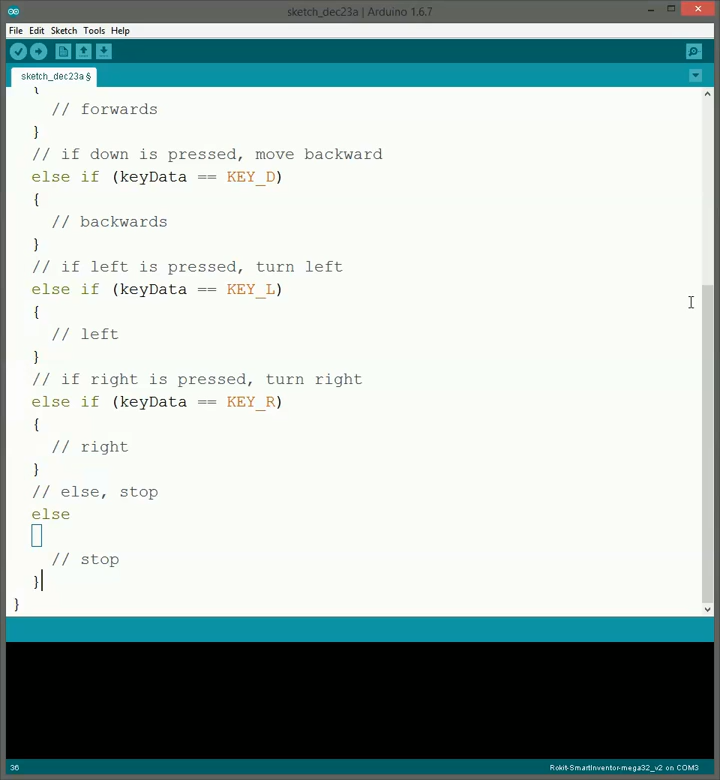 sketch_dec23a | Arduino 1.6.7
File Edit Sketch Tools Help
sketch_dec23a §
{
// forwards
}
// if down is pressed, move backward
else if (keyData == KEY_D)
{
// backwards
}
// if left is pressed, turn left
else if (keyData == KEY_L)
{
// left
}
// if right is pressed, turn right
else if (keyData == KEY_R)
{
// right
}
// else, stop
else
// stop
}
}
36 Rokit-SmartInventor-mega32_v2 on COM3